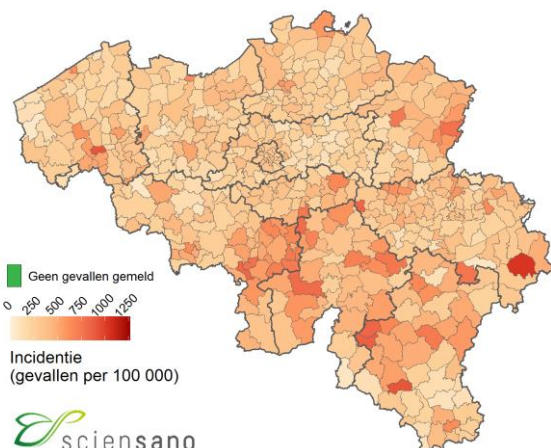 Geen gevallen gemeld
0 250 500 750 1000 1250
Incidentie
(gevallen per 100 000)
sciensano